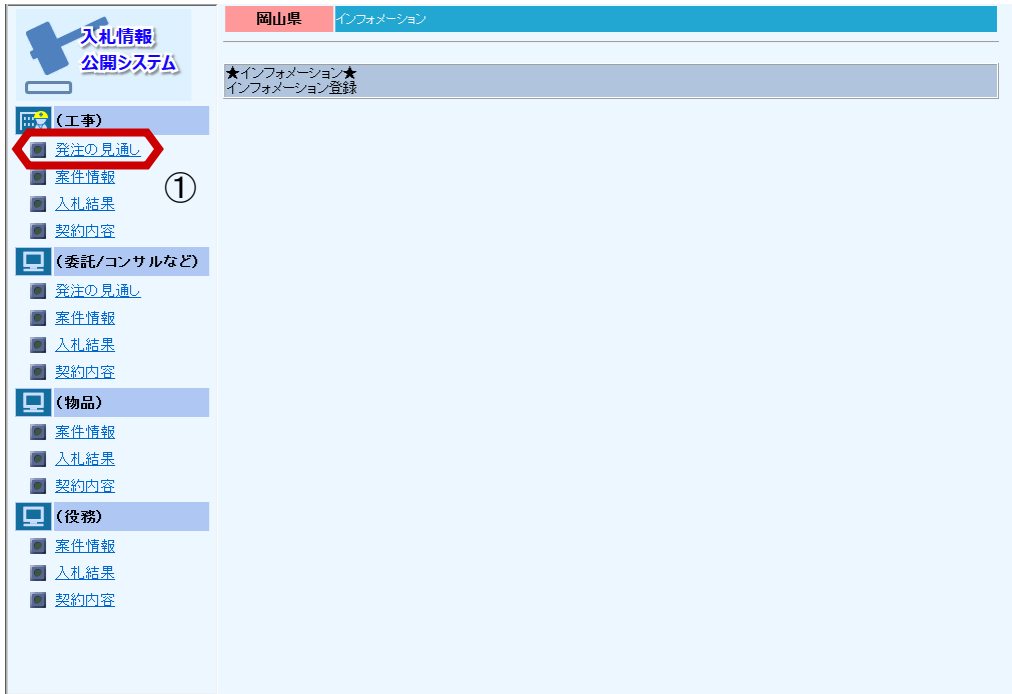 入札情報
公開システム
岡山県
インフォメーション
★インフォメーション★
インフォメーション登録
(工事)
発注の見通し
①
案件情報
入札結果
契約内容
(委託/コンサルなど)
発注の見通し
案件情報
入札結果
契約内容
(物品)
案件情報
入札結果
契約内容
(役務)
案件情報
入札結果
契約内容